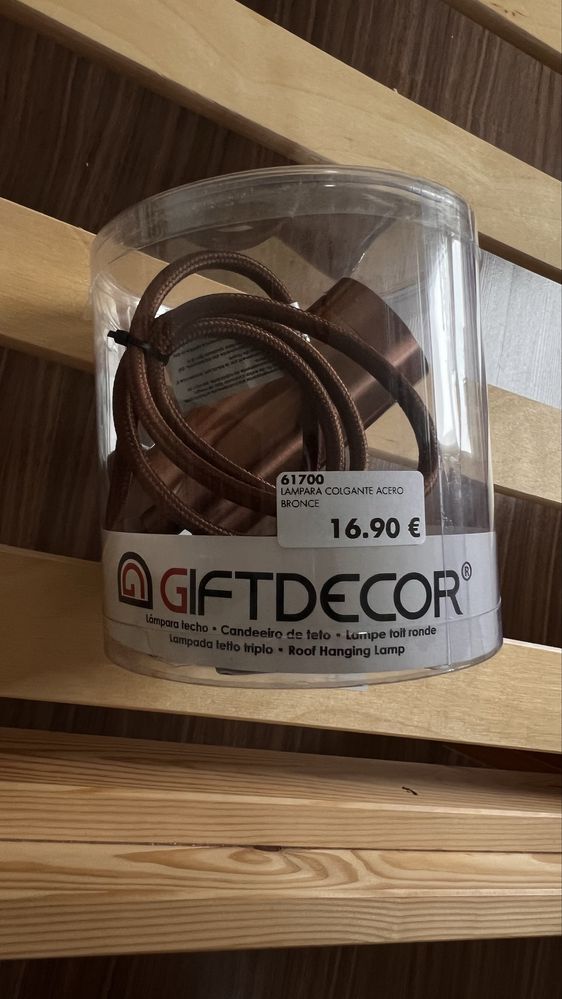 61700
LAMPARA COLGANTE ACERO
BRONCE
16.90 €
GIFTDECOR®
Lámpara techo • Candeeiro de teto • Lampe toit ronde
Lampada tetto triplo • Roof Hanging Lamp